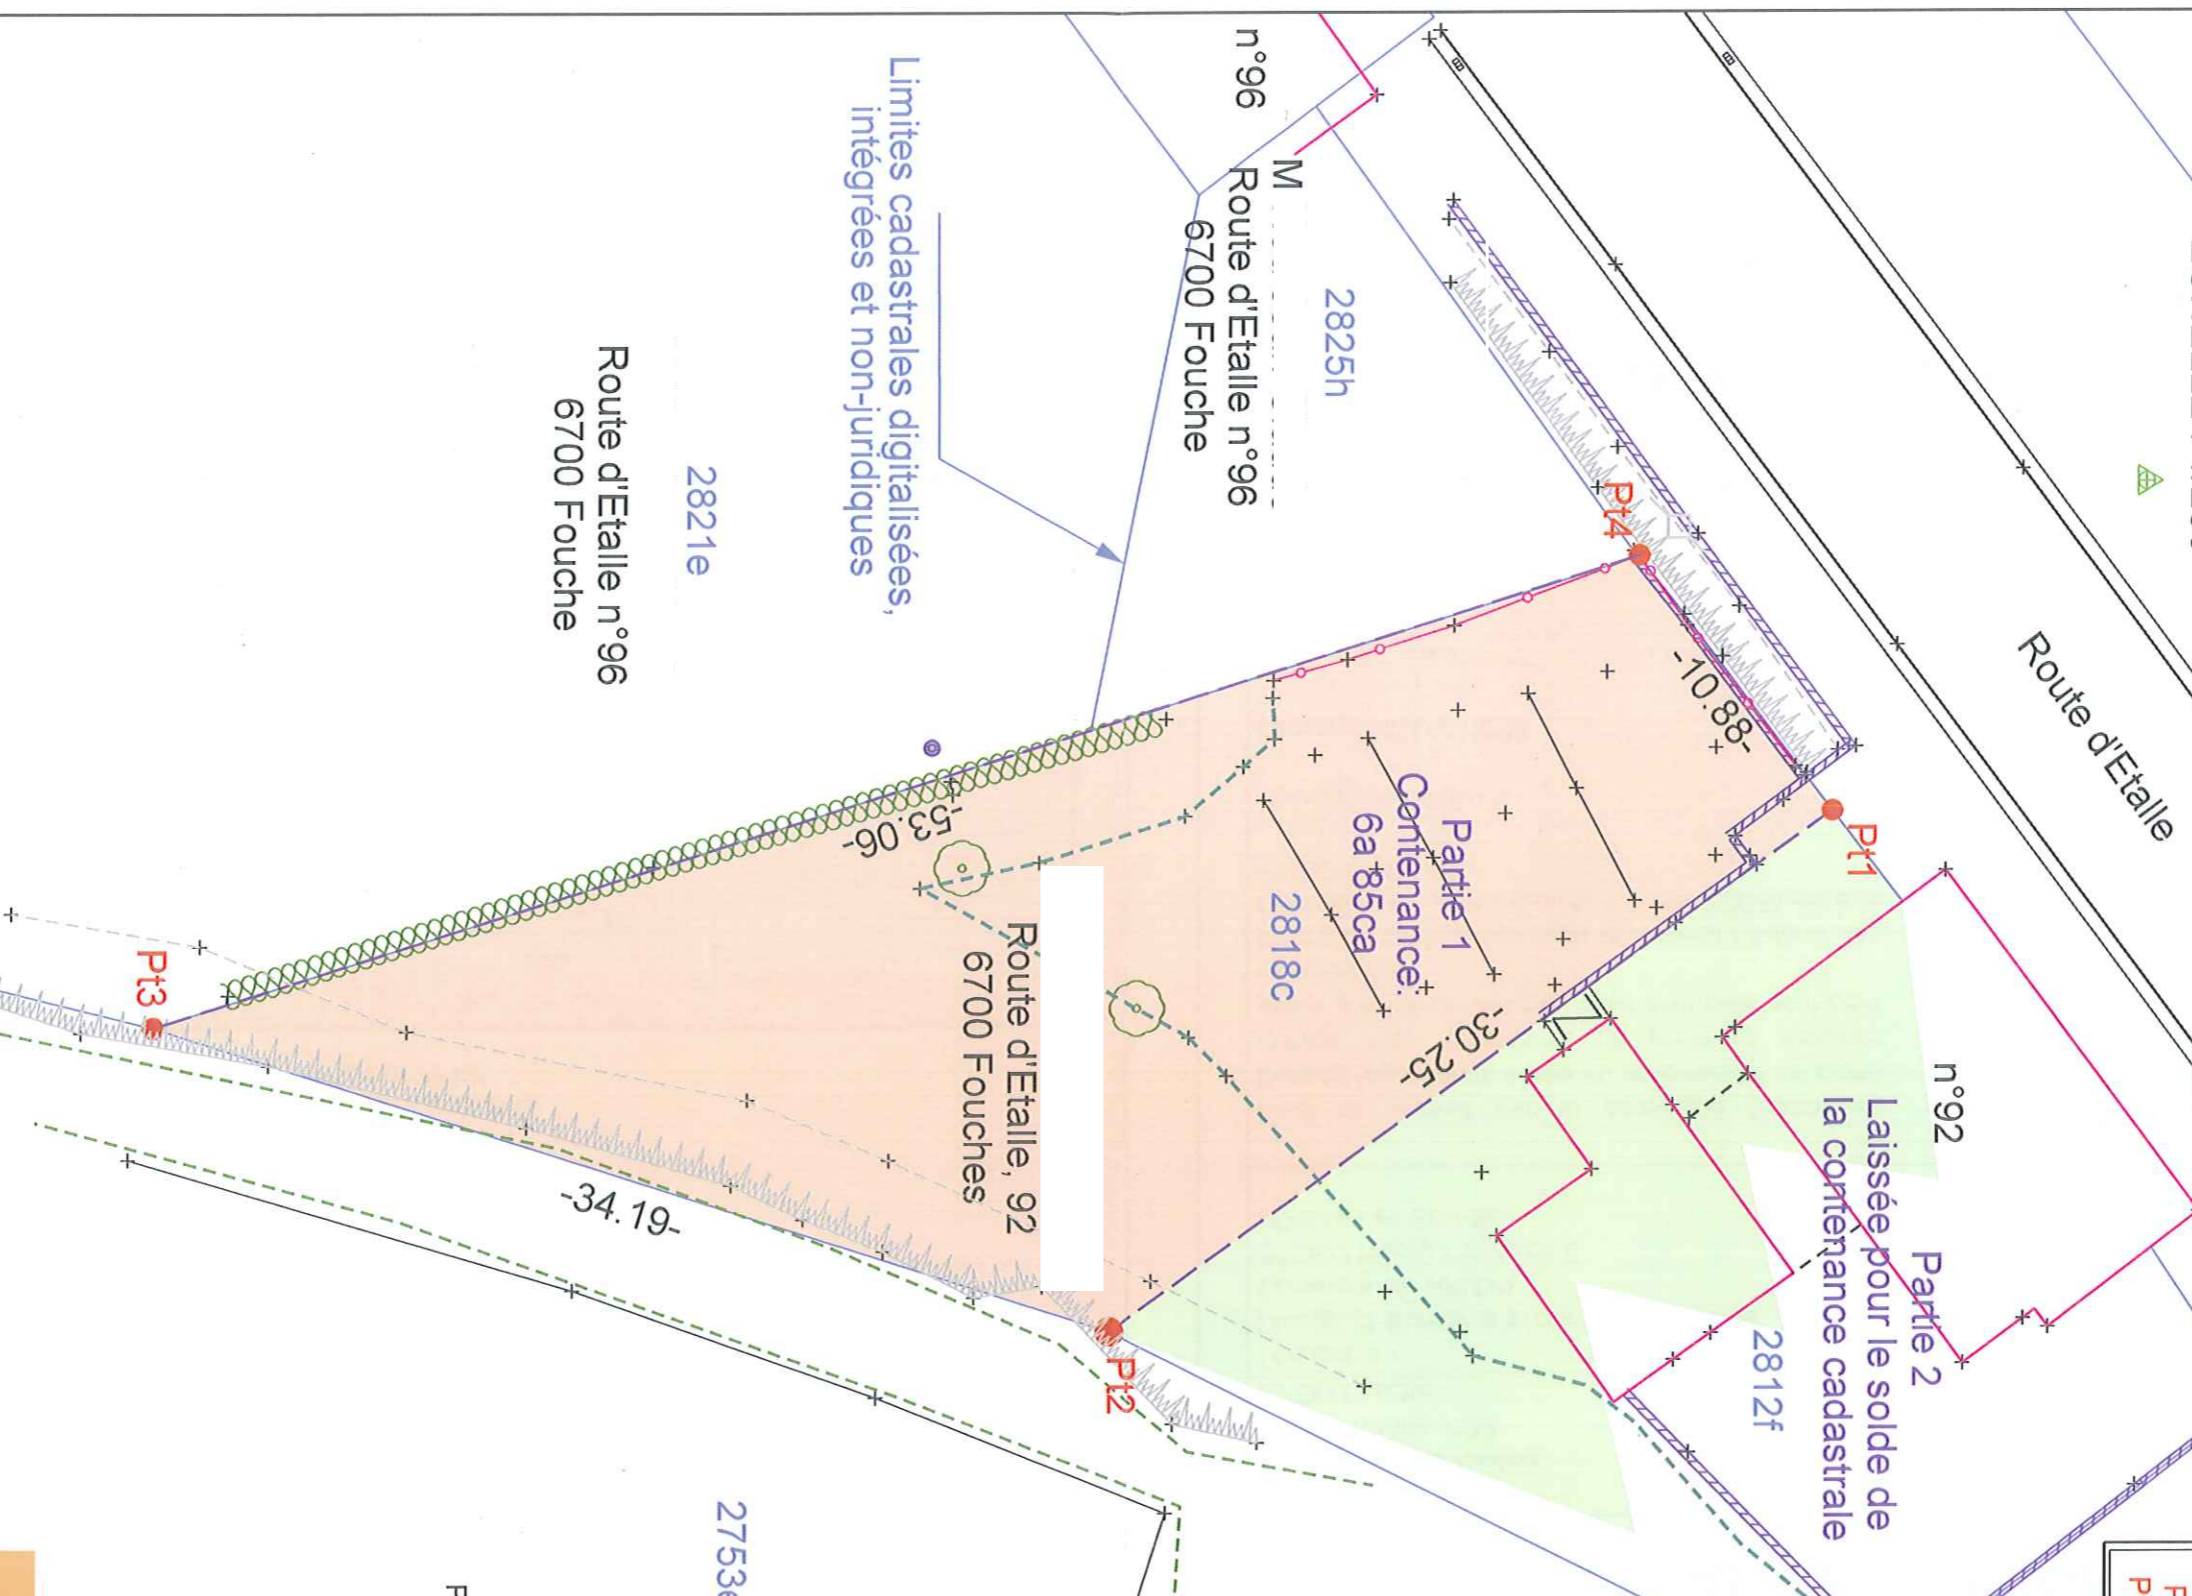 n°96
M
Route d'Etalle n°96
6700 Fouche
2825h
Limites cadastrales digitalisées,
intégrées et non-juridiques
2821e
Route d'Etalle n°96
6700 Fouche
Route d'Etalle
Pt4
-10.88-
Pt1
Partie 1
Contenance:
6a 85ca
2818c
-53.06-
-30.25-
n°92
Partie 2
Laissée pour le solde de
la contenance cadastrale
2812f
Route d'Etalle, 92
6700 Fouches
Pt3
-34.19-
Pt2